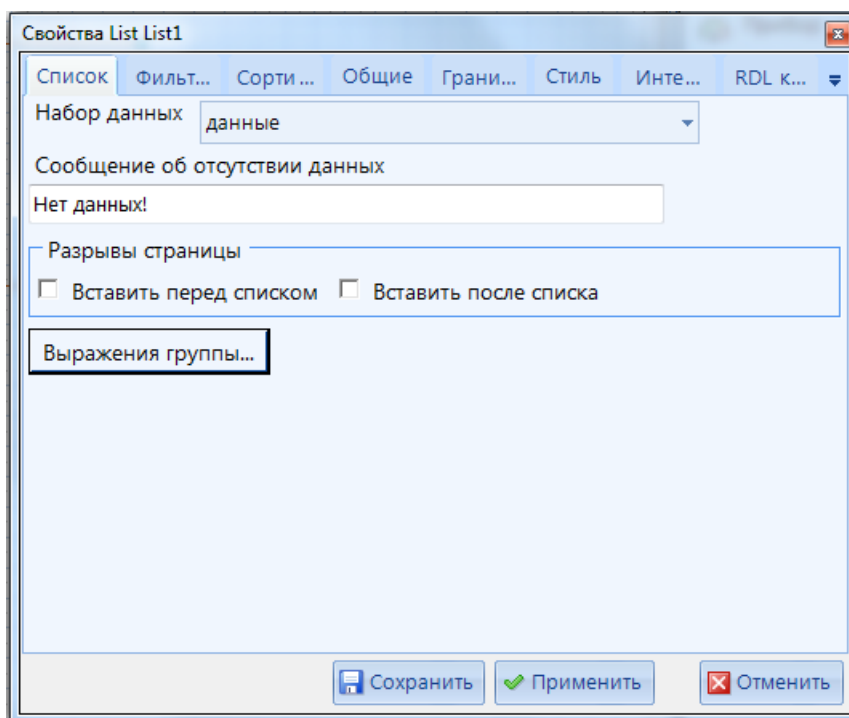 Свойства List List1
Список Фильт... Сорти ... Общие Грани... Стиль Инте... RDL к...
Набор данных данные
Сообщение об отсутствии данных
Нет данных!
Разрывы страницы
Вставить перед списком Вставить после списка
Выражения группы...
Сохранить Применить Отменить